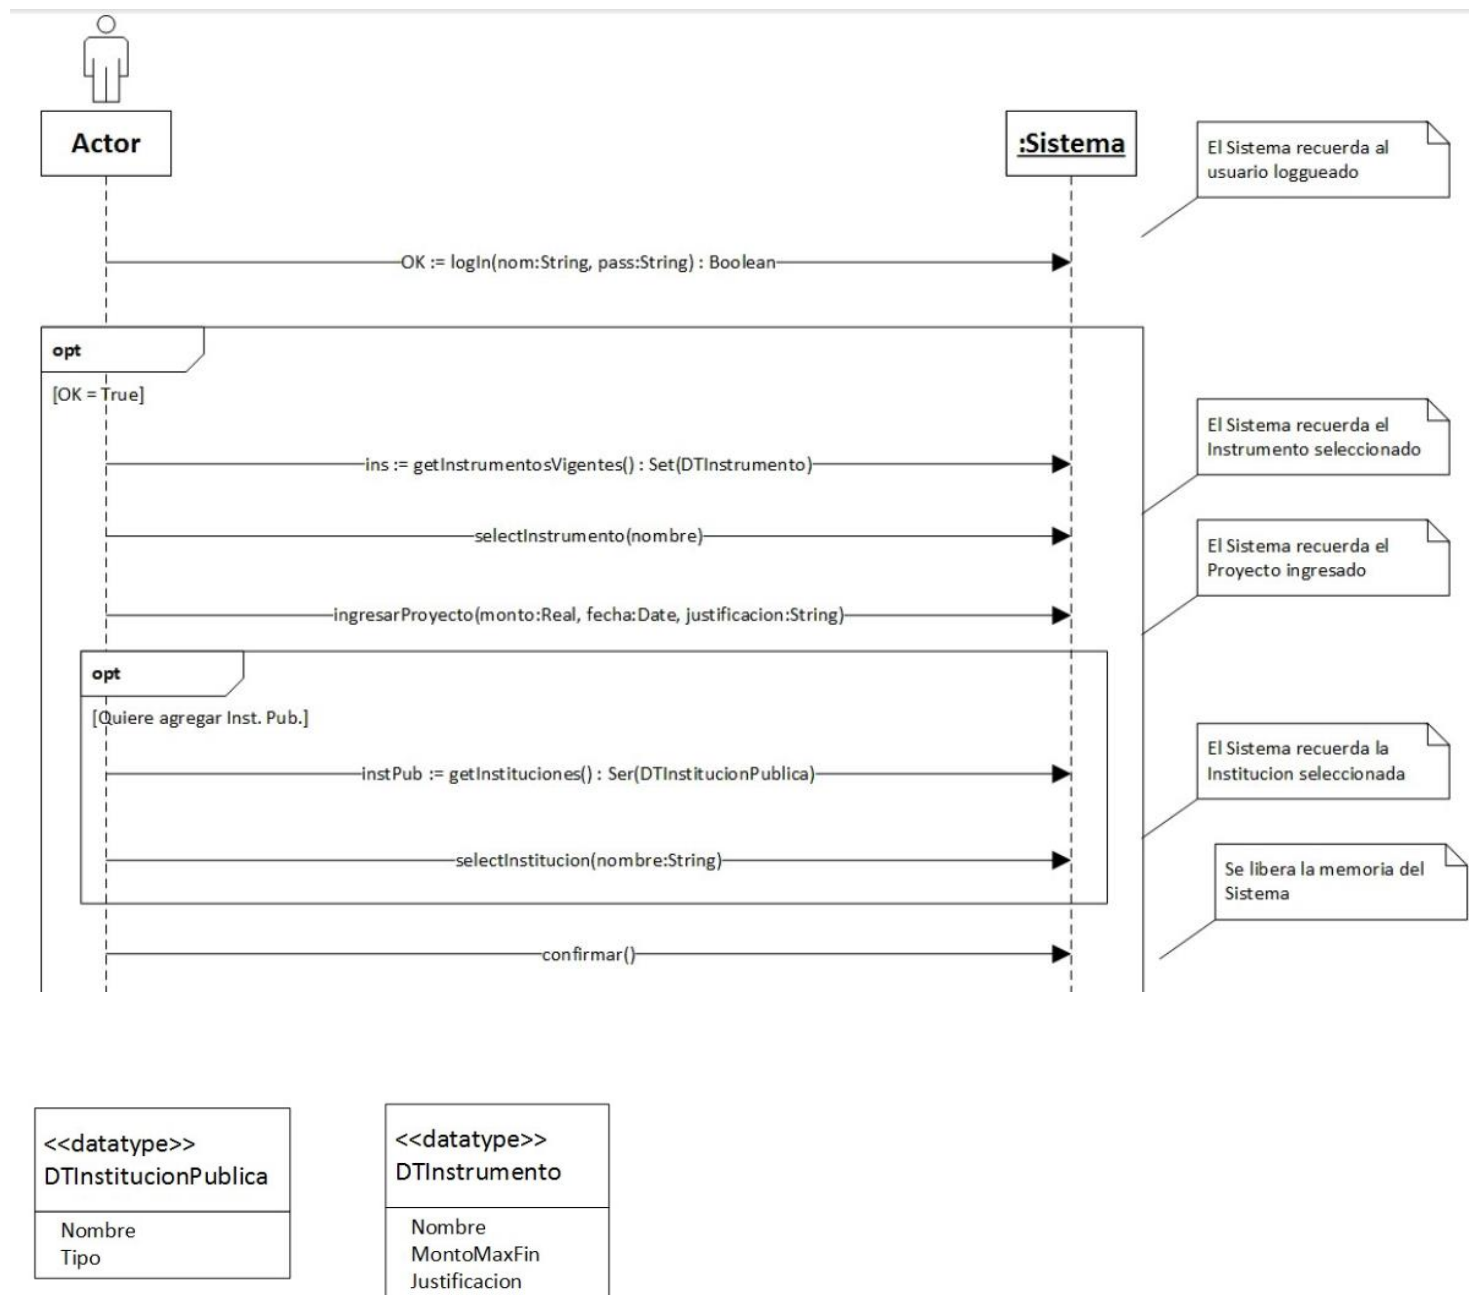 Actor
:Sistema
El Sistema recuerda al
usuario loggueado
OK := logIn(nom:String, pass:String) : Boolean
opt
[OK = True]
El Sistema recuerda el
Instrumento seleccionado
ins := getInstrumentosVigentes() : Set(DTInstrumento)
selectInstrumento(nombre)
El Sistema recuerda el
Proyecto ingresado
ingresarProyecto(monto:Real, fecha:Date, justificacion:String)
opt
[Quiere agregar Inst. Pub.]
El Sistema recuerda la
Institucion seleccionada
instPub := getInstituciones() : Ser(DTInstitucionPublica)
selectInstitucion(nombre:String)
Se libera la memoria del
Sistema
confirmar()
<<datatype>>
DTInstitucionPublica
Nombre
Tipo
<<datatype>>
DTInstrumento
Nombre
MontoMaxFin
Justificacion